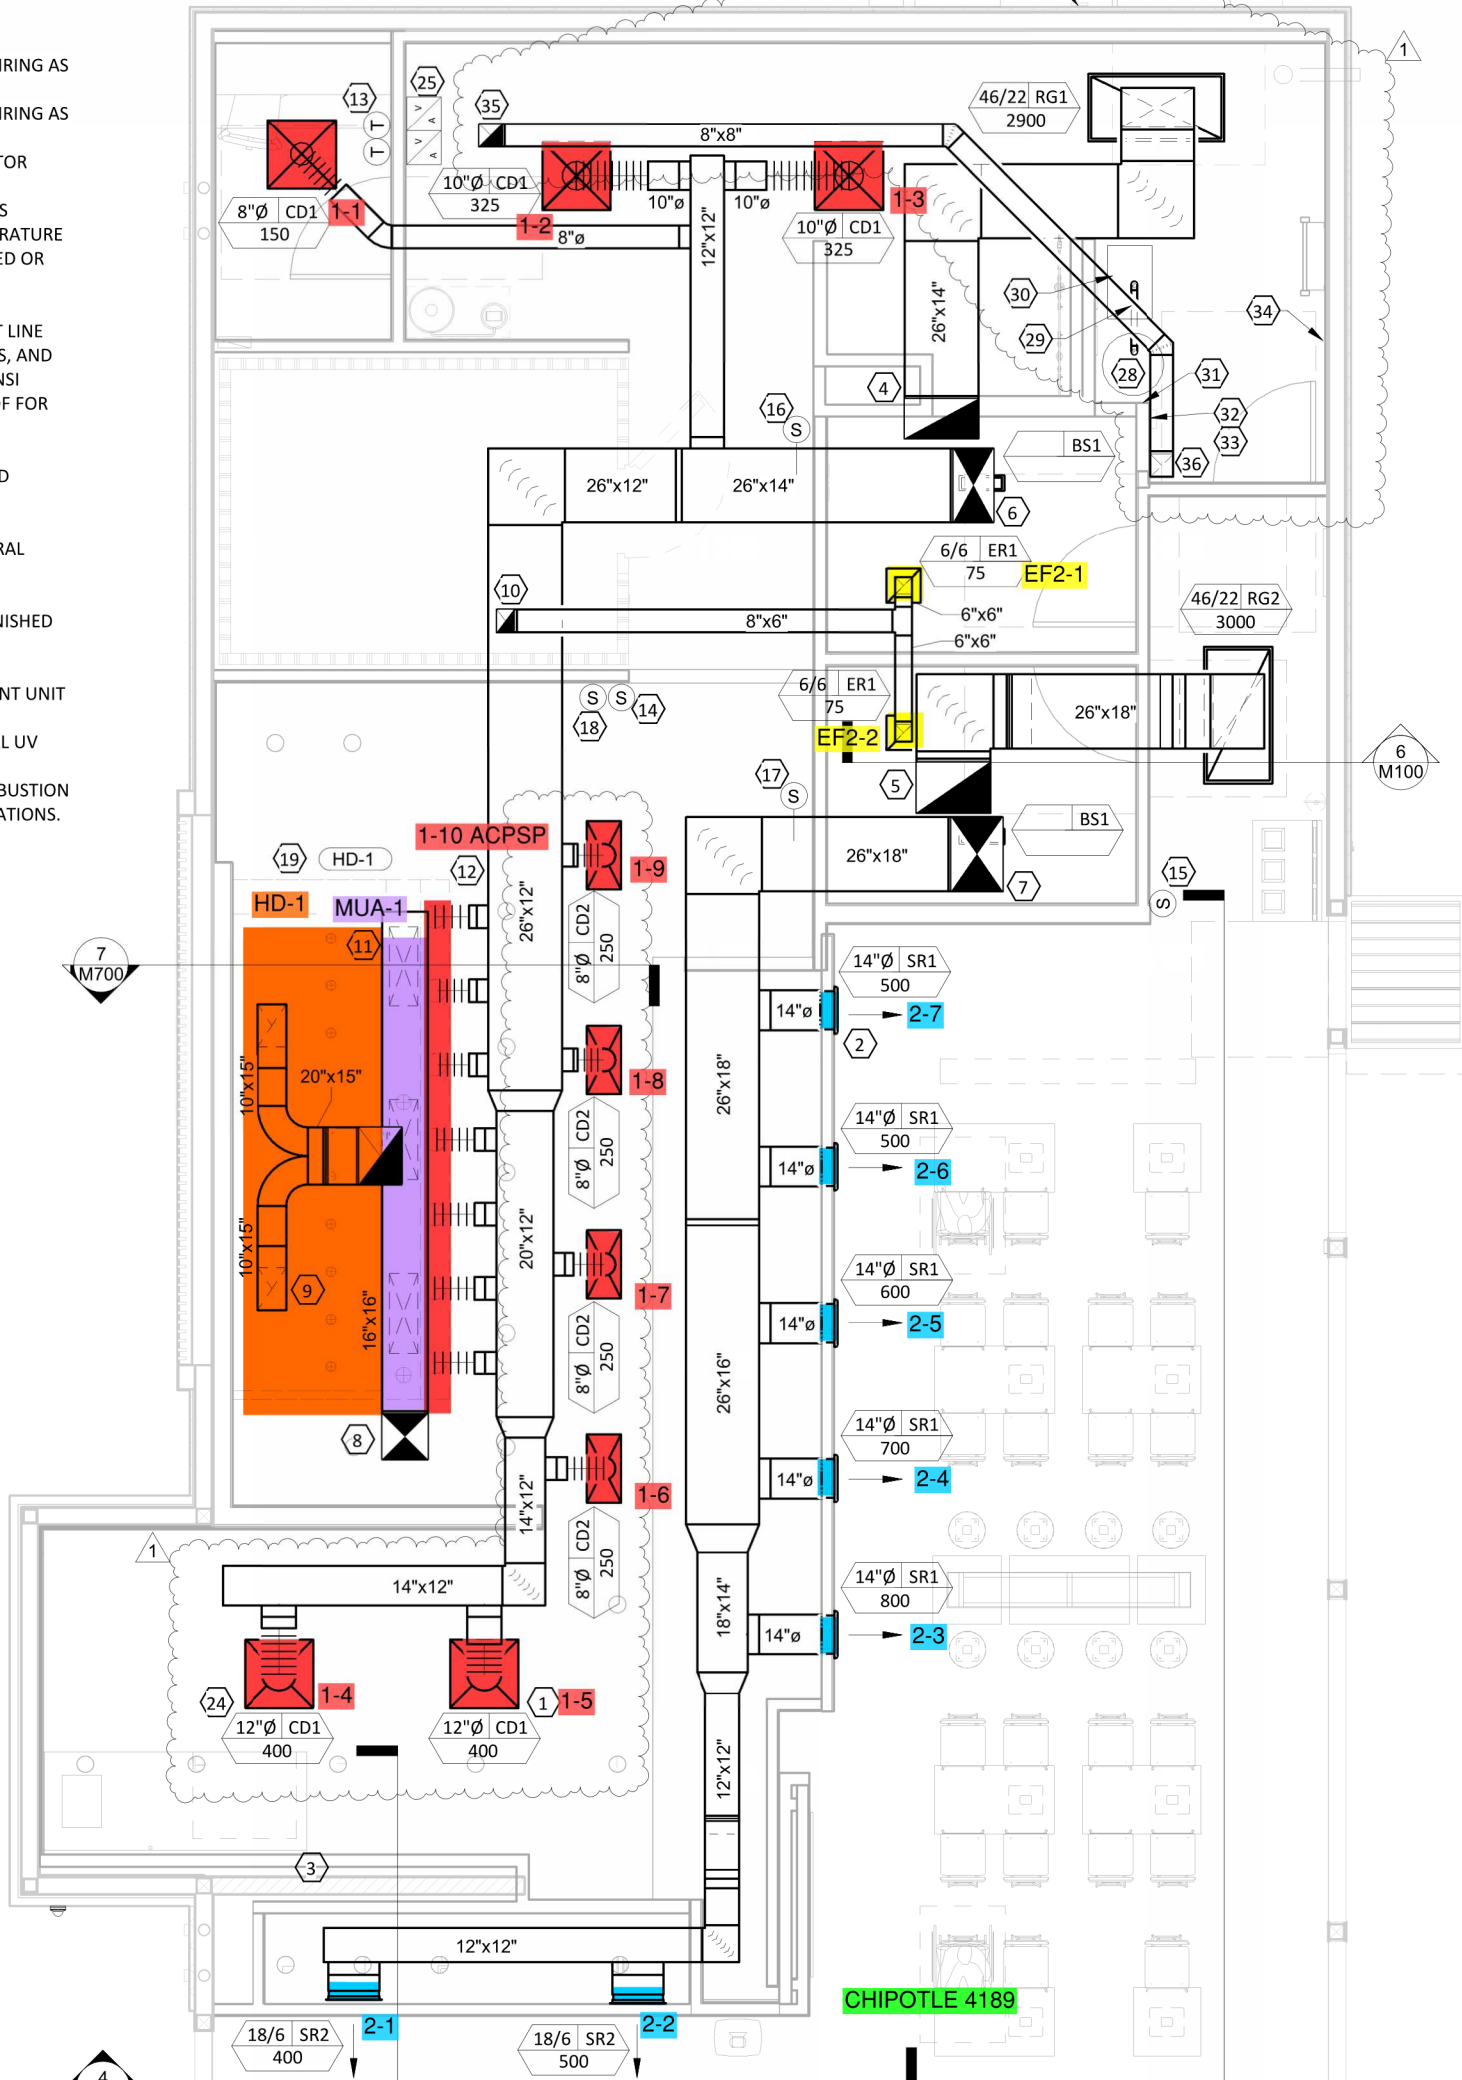 IRING AS
IRING AS
TOR
S
RATURE
ED OR
T LINE
S, AND
NSI
OF FOR
D
RAL
NISHED
NT UNIT
L UV
BUSTION
ATIONS.
1
13
T
T
25
V
A
V
A
35
8"x8"
46/22 RG1
2900
8"Ø CD1
150
1-1
10"Ø CD1
325
1-2
8"ø
10"ø
10"ø
12"x12"
1-3
10"Ø CD1
325
26"x14"
30
29
28
34
31
32
33
36
4
16
S
BS1
26"x12"
26"x14"
6
6/6 ER1
75
EF2-1
10
8"x6"
6"x6"
6"x6"
46/22 RG2
3000
6/6 ER1
75
EF2-2
S
S
18
14
26"x18"
5
6
M100
17
S
BS1
1-10 ACPSP
19
HD-1
12
26"x18"
7
1-9
15
S
HD-1
MUA-1
11
26"x12"
8"Ø CD2
250
7
M700
14"Ø SR1
500
14"ø
2-7
2
10"x15"
20"x15"
1-8
26"x18"
8"Ø CD2
250
14"Ø SR1
500
14"ø
2-6
10"x15"
9
16"x16"
20"x12"
1-7
8"Ø CD2
250
14"Ø SR1
600
14"ø
2-5
26"x16"
8
14"Ø SR1
700
14"ø
2-4
1-6
14"x12"
8"Ø CD2
250
1
14"x12"
14"Ø SR1
800
18"x14"
14"ø
2-3
24
1-4
1
1-5
12"Ø CD1
400
12"Ø CD1
400
12"x12"
3
12"x12"
CHIPOTLE 4189
2-1
2-2
18/6 SR2
400
18/6 SR2
500
4